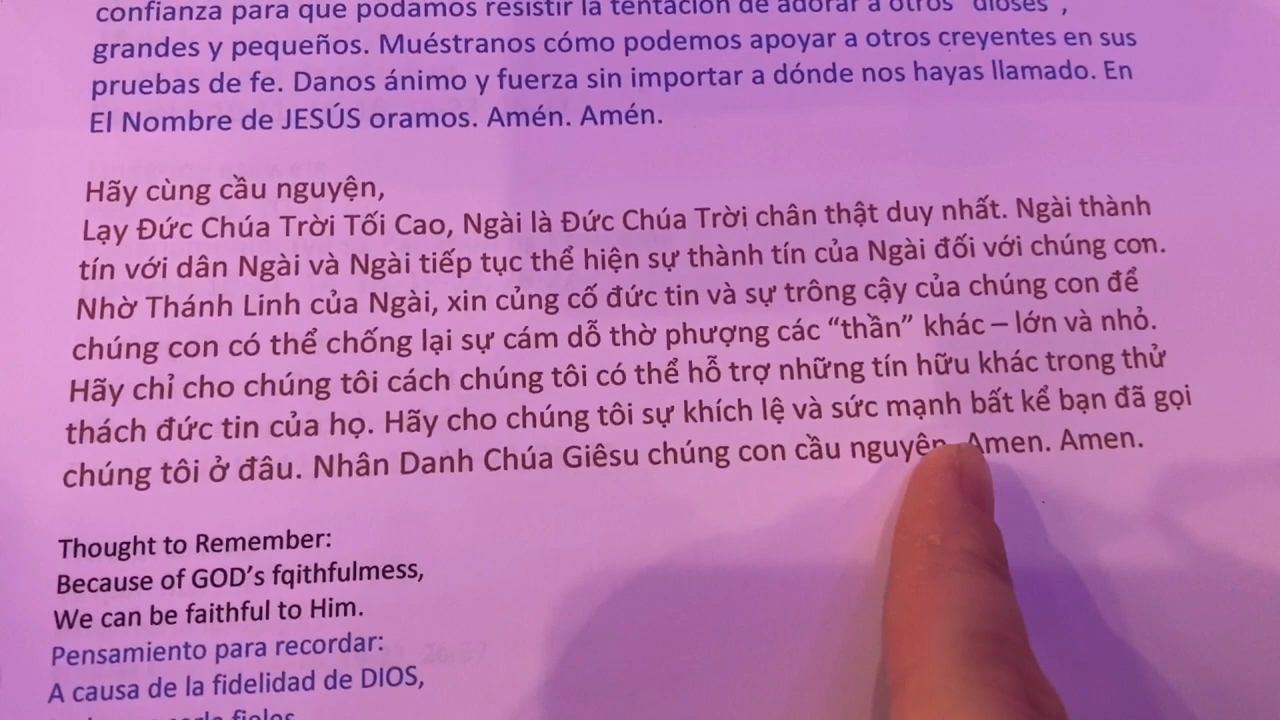 confianza para que podamos resistir la tentación de adorar a otros "dioses",
grandes y pequeños. Muéstranos cómo podemos apoyar a otros creyentes en sus
pruebas de fe. Danos ánimo y fuerza sin importar a dónde nos hayas llamado. En
El Nombre de JESÚS oramos. Amén. Amén.
Hãy cùng cầu nguyện,
Lạy Đức Chúa Trời Tối Cao, Ngài là Đức Chúa Trời chân thật duy nhất. Ngài thành
tín với dân Ngài và Ngài tiếp tục thể hiện sự thành tín của Ngài đối với chúng con.
Nhờ Thánh Linh của Ngài, xin củng cố đức tin và sự trông cậy của chúng con để
chúng con có thể chống lại sự cám dỗ thờ phượng các “thần” khác – lớn và nhỏ.
Hãy chỉ cho chúng tôi cách chúng tôi có thể hỗ trợ những tín hữu khác trong thử
thách đức tin của họ. Hãy cho chúng tôi sự khích lệ và sức mạnh bất kể bạn đã gọi
chúng tôi ở đâu. Nhân Danh Chúa Giêsu chúng con cầu nguyện. Amen. Amen.
Thought to Remember:
Because of GOD’s fqithfulmess,
We can be faithful to Him.
Pensamiento para recordar:
A causa de la fidelidad de DIOS,